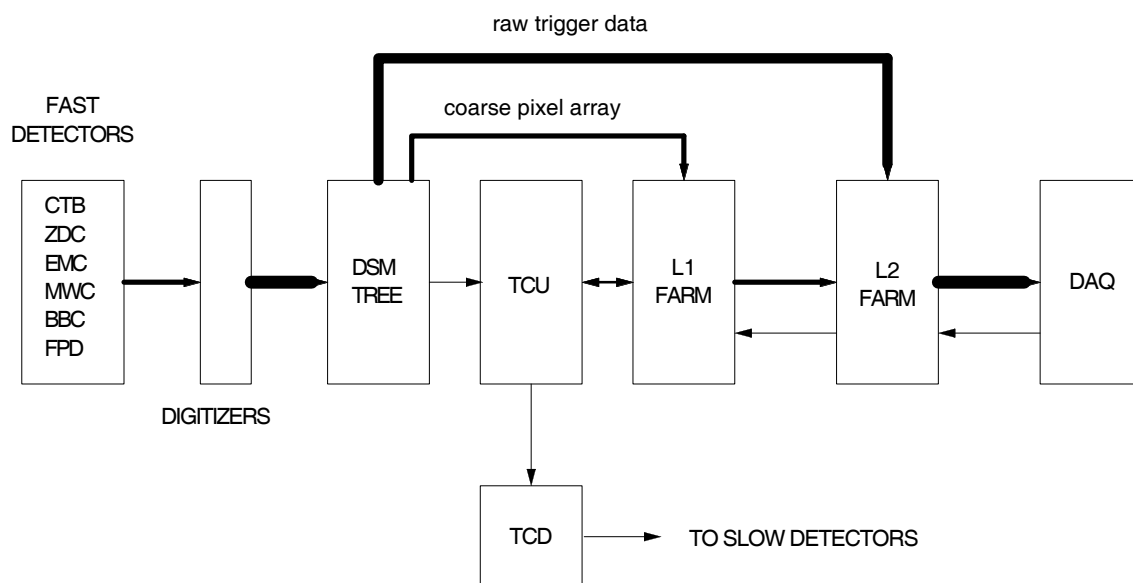 raw trigger data
coarse pixel array
FAST
DETECTORS
CTB
ZDC
EMC
MWC
BBC
FPD
DIGITIZERS
DSM
TREE
TCU
L1
FARM
L2
FARM
DAQ
TCD
TO SLOW DETECTORS